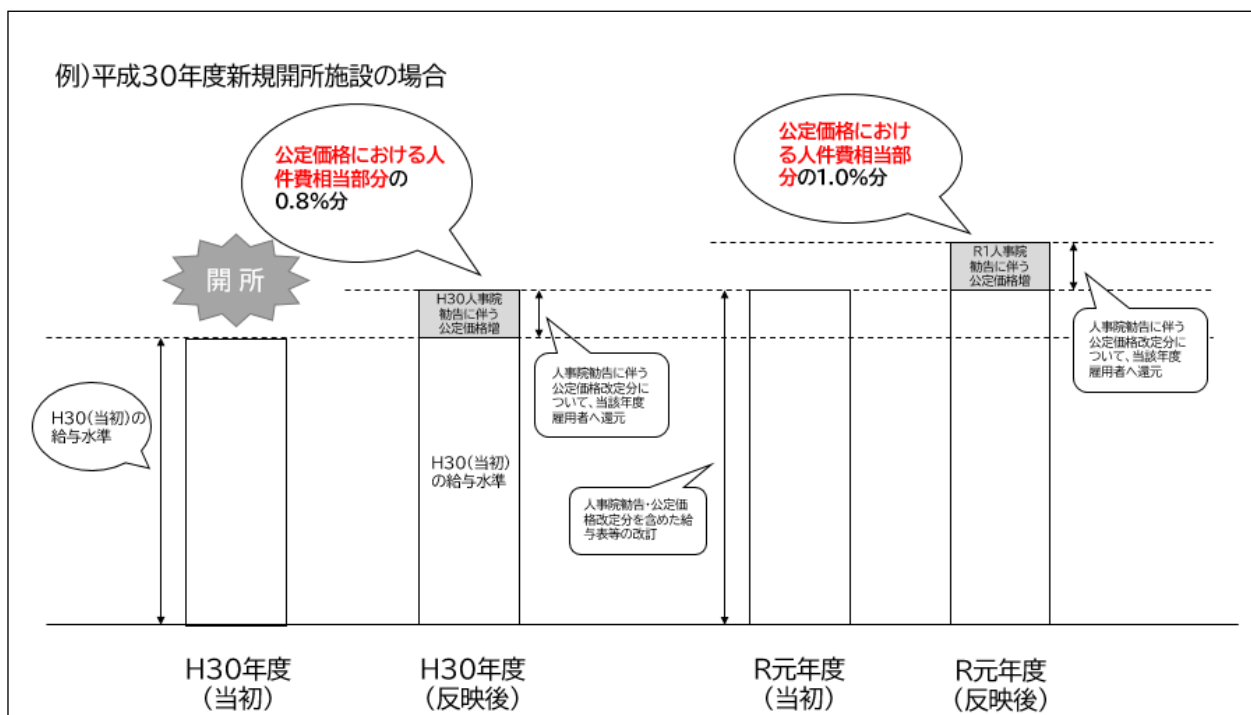 例)平成30年度新規開所施設の場合
公定価格における人
件費相当部分の
0.8%分
公定価格におけ
る人件費相当部
分の1.0%分
開所
H30人事院
勧告に伴う
公定価格増
R1人事院
勧告に伴う
公定価格増
人事院勧告に伴う
公定価格改定分に
ついて、当該年度
雇用者へ還元
人事院勧告に伴う
公定価格改定分に
ついて、当該年度
雇用者へ還元
H30(当初)の
給与水準
H30(当初)
の給与水準
人事院勧告・公定価
格改定分を含めた給
与表等の改訂
H30年度
(当初)
H30年度
(反映後)
R元年度
(当初)
R元年度
(反映後)